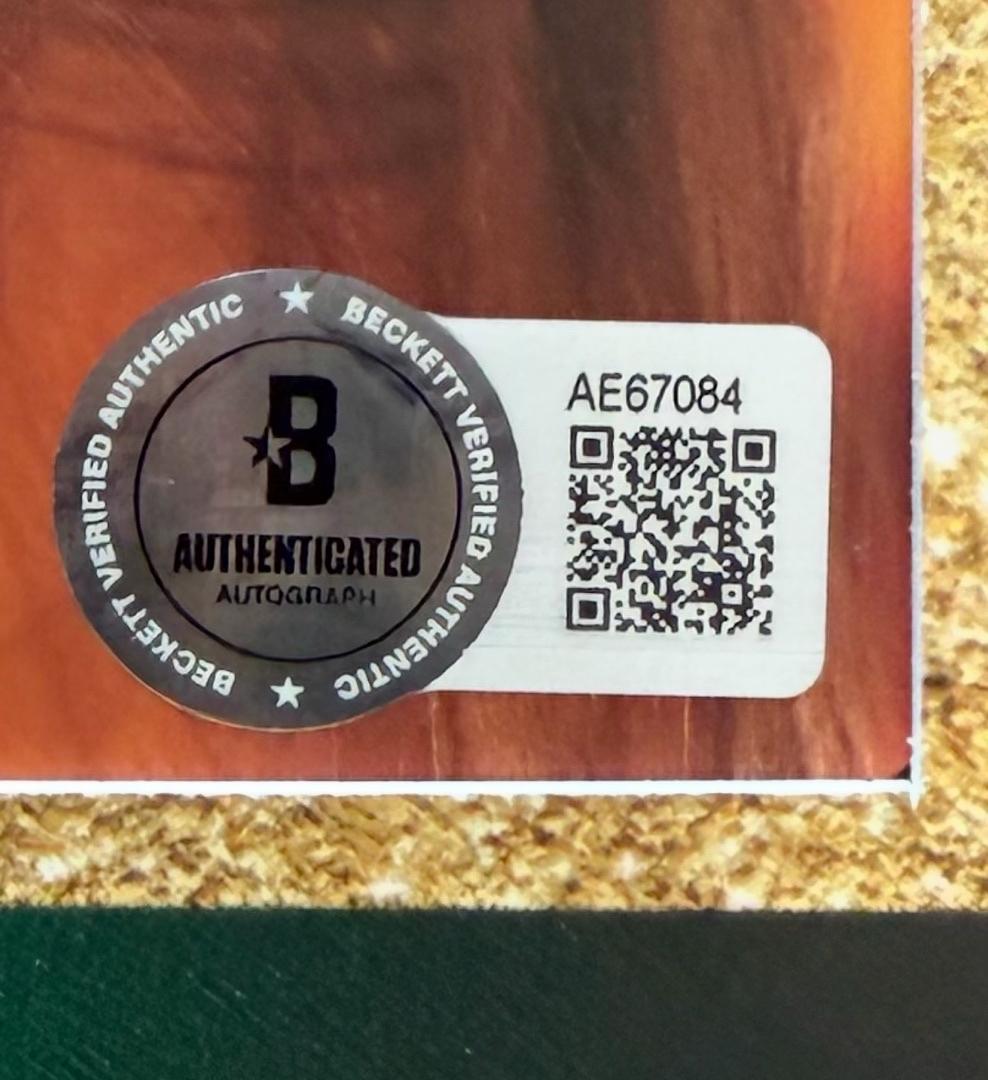 BECKETT VERIFIED AUTHENTIC ★ BECKETT VERIFIED AUTHENTIC ★
B
AUTHENTICATED
AUTOGRAPH
AE67084